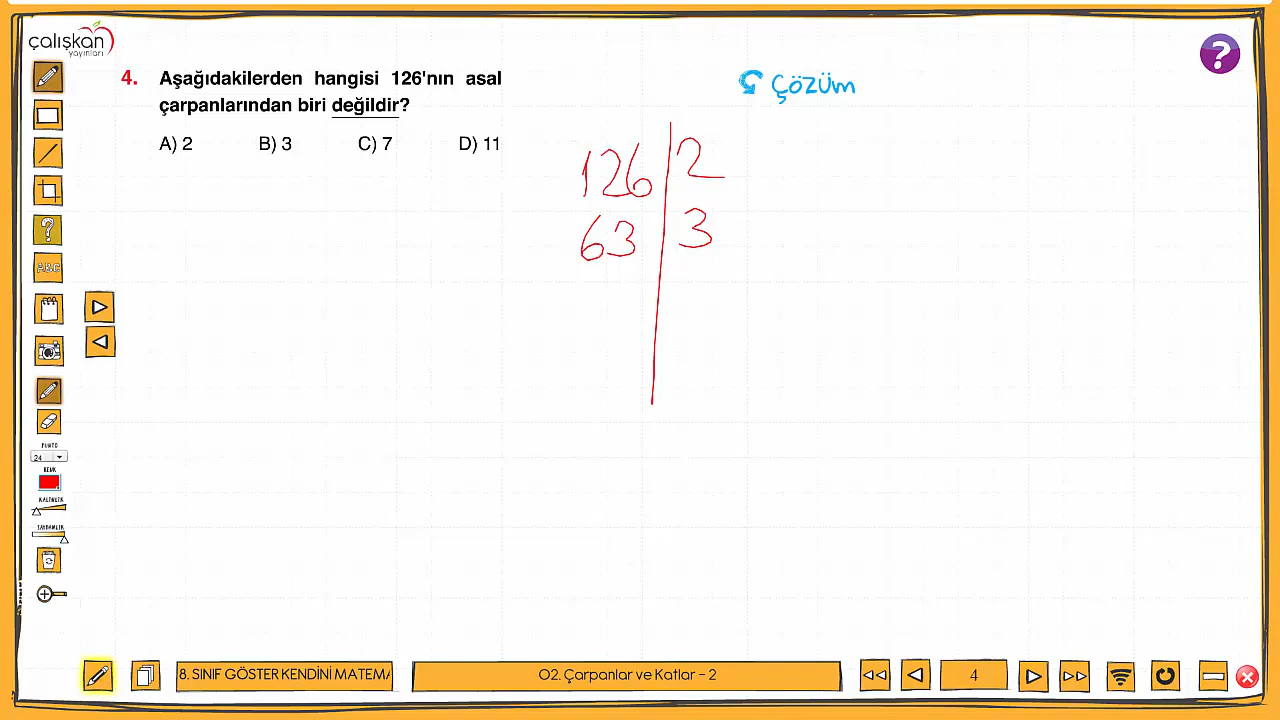 çalışkan
yayınları
4. Aşağıdakilerden hangisi 126'nın asal
çarpanlarından biri değildir?
A) 2 B) 3 C) 7 D) 11
Çözüm
?
126 2
63 3
?
ABC
PUNTO
24
RENK
KALINLIK
SAYDAMLIK
8. SINIF GÖSTER KENDİNİ MATEMA
02. Çarpanlar ve Katlar - 2
4